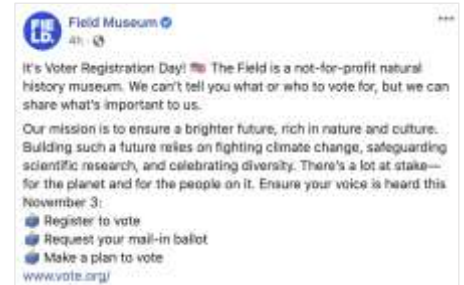 FIE
LD.
Field Museum
4h ·
It's Voter Registration Day! 🇺🇸 The Field is a not-for-profit natural
history museum. We can't tell you what or who to vote for, but we can
share what's important to us.
Our mission is to ensure a brighter future, rich in nature and culture.
Building such a future relies on fighting climate change, safeguarding
scientific research, and celebrating diversity. There's a lot at stake—
for the planet and for the people on it. Ensure your voice is heard this
November 3:
🗳 Register to vote
🗳 Request your mail-in ballot
🗳 Make a plan to vote
www.vote.org/